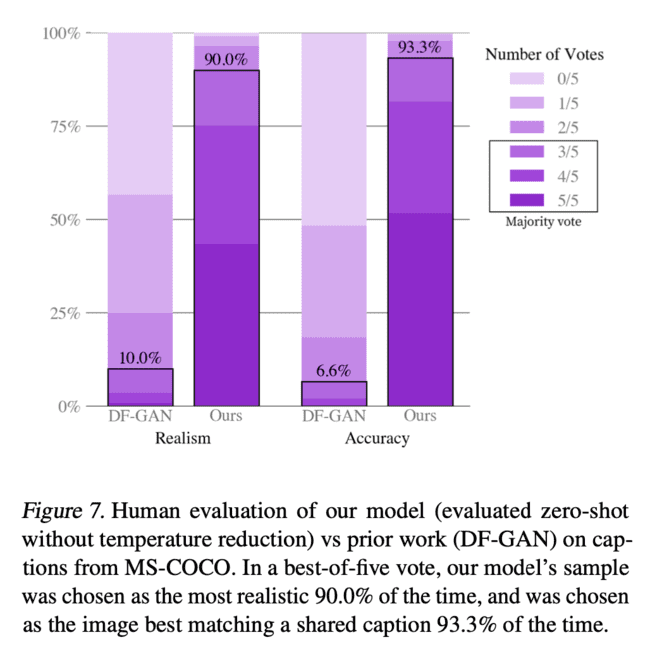 100%
75%
50%
25%
0%
10.0%
90.0%
6.6%
93.3%
DF-GAN Ours DF-GAN Ours
Realism Accuracy
Number of Votes
0/5
1/5
2/5
3/5
4/5
5/5
Majority vote
Figure 7. Human evaluation of our model (evaluated zero-shot
without temperature reduction) vs prior work (DF-GAN) on cap-
tions from MS-COCO. In a best-of-five vote, our model’s sample
was chosen as the most realistic 90.0% of the time, and was chosen
as the image best matching a shared caption 93.3% of the time.